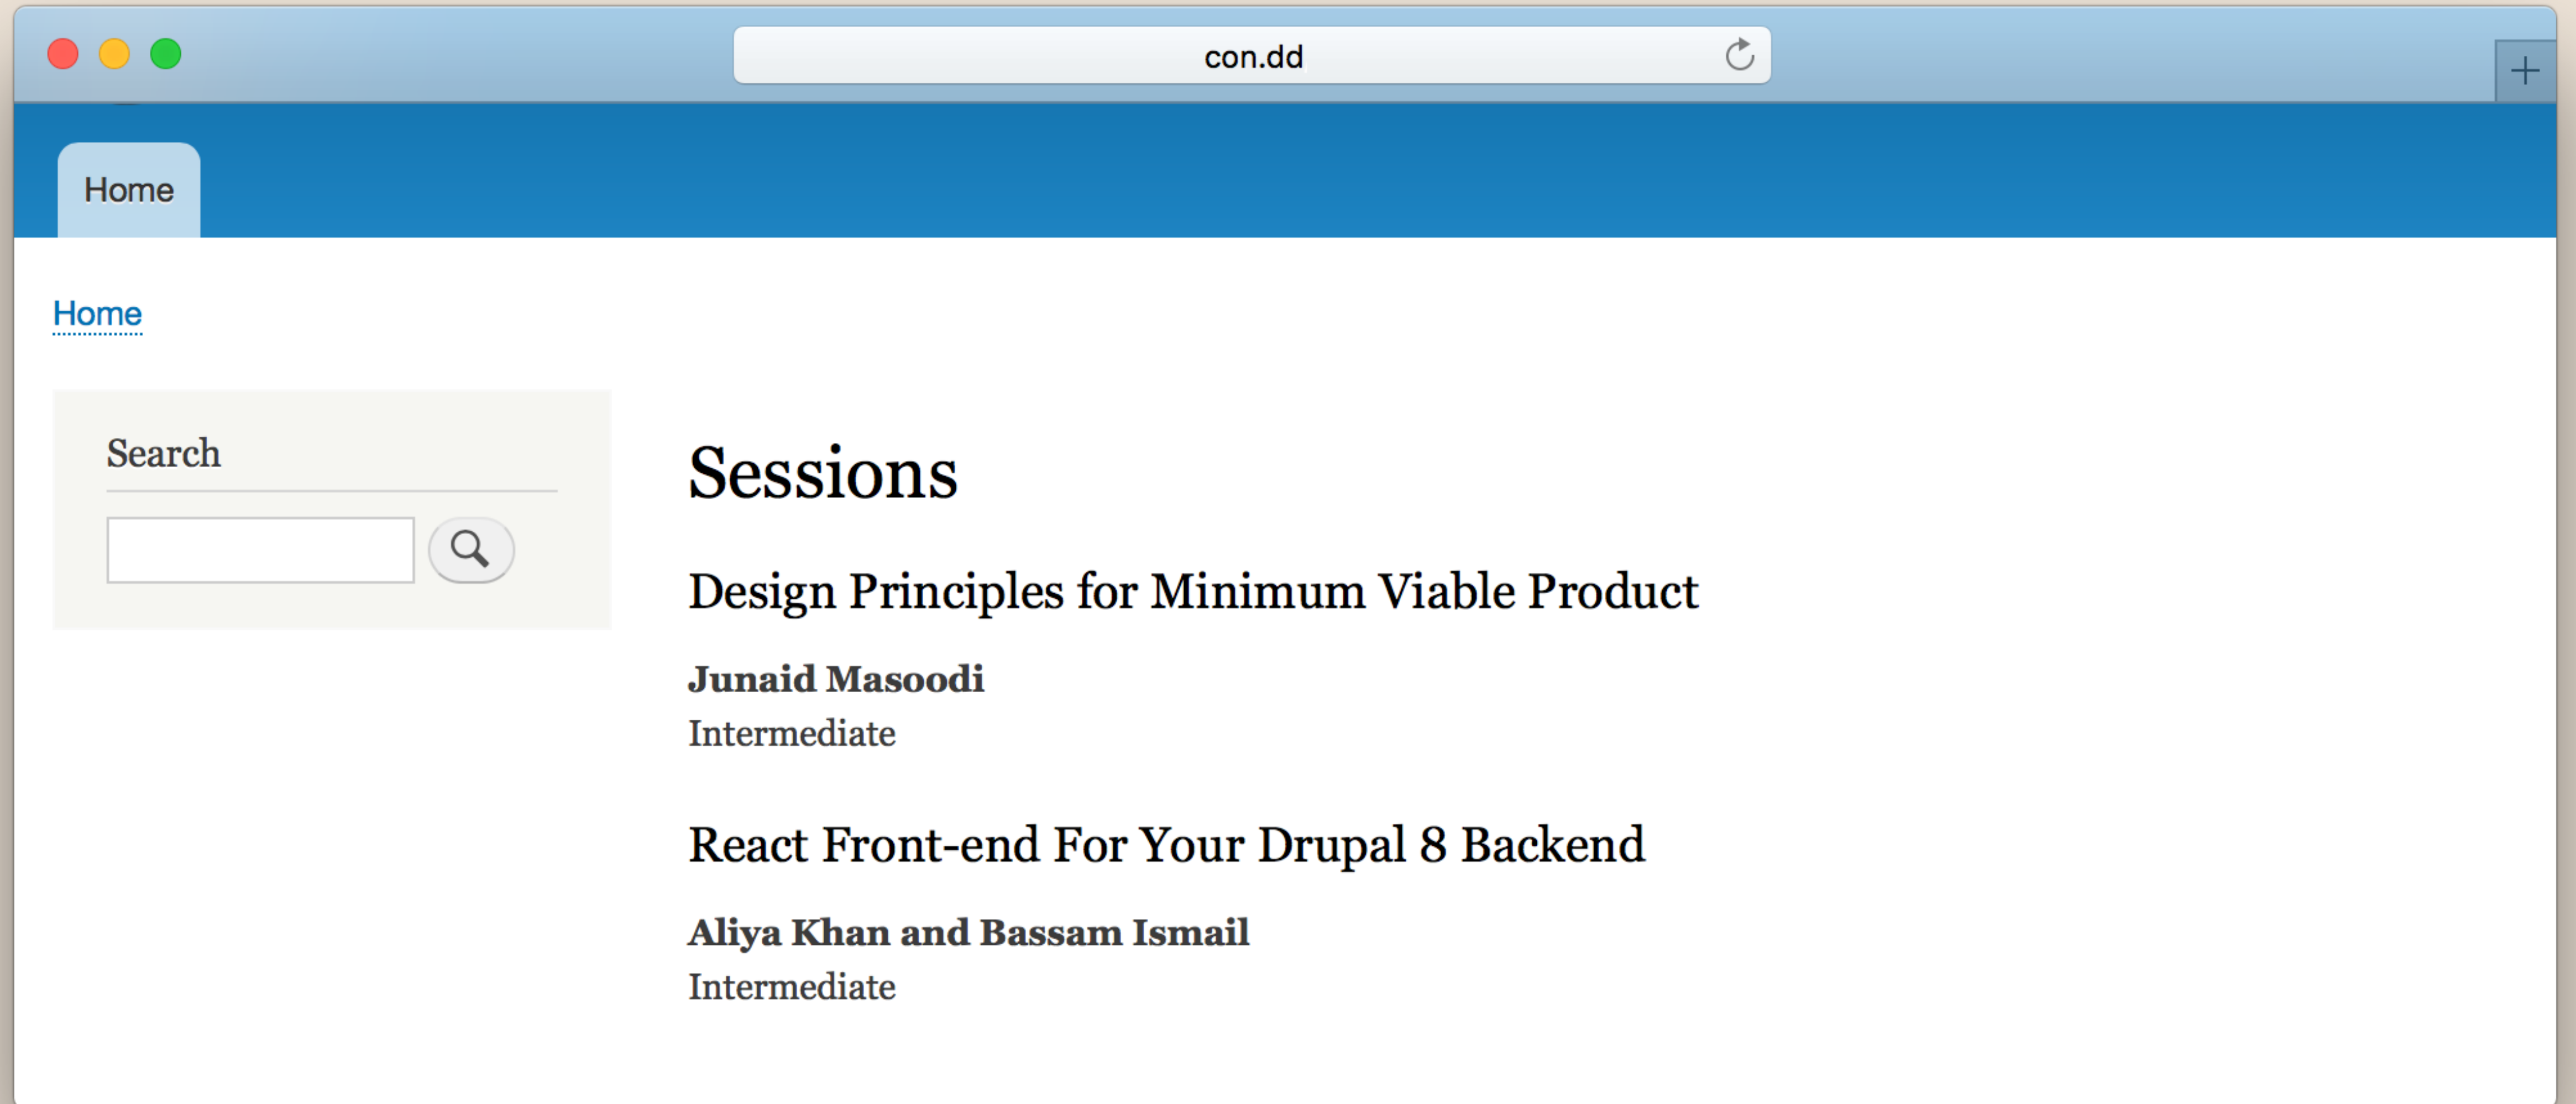 con.dd
Home
Home
Search
Sessions
Design Principles for Minimum Viable Product
Junaid Masoodi
Intermediate
React Front-end For Your Drupal 8 Backend
Aliya Khan and Bassam Ismail
Intermediate